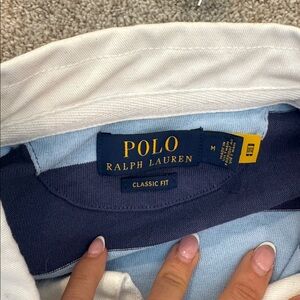 POLO
RALPH LAUREN
CLASSIC FIT
M